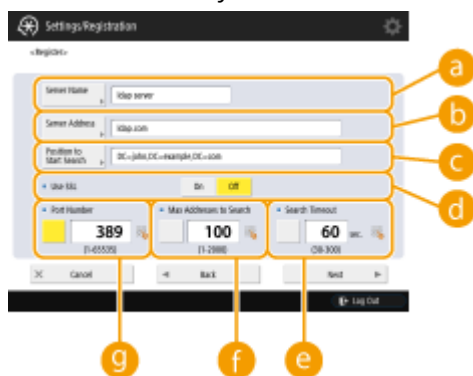 Settings/Registration
<Register>
a
Server Name
ldap server
b
Server Address
ldap.com
c
Position to
Start Search
DC=john,DC=example,DC=com
d
Use SSL
On
Off
Port Number
Max Addresses to Search
Search Timeout
389
100
60 sec.
(1-65535)
(1-2000)
(30-300)
Cancel
Back
Next
Log Out
g
f
e